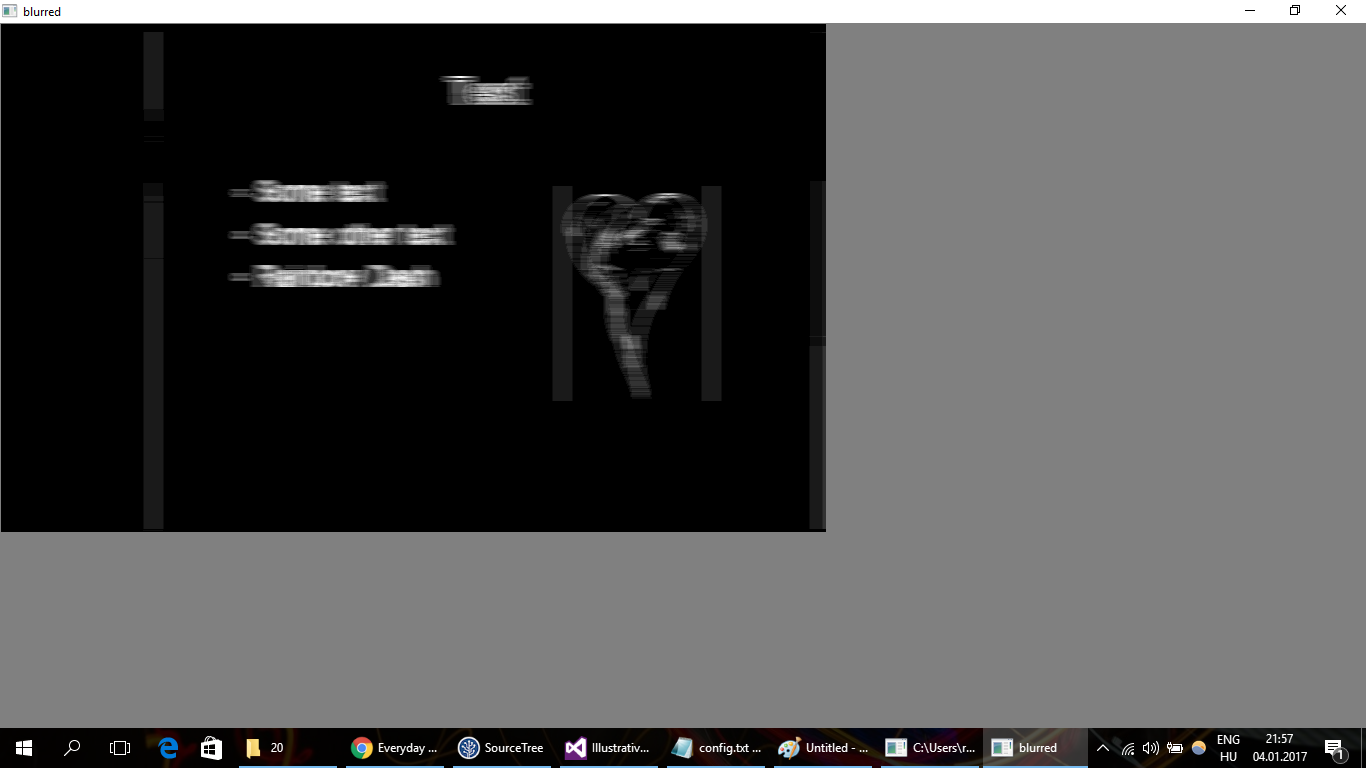 blurred
Test
Some text
Some other text
20
Everyday ...
SourceTree
Illustrativ...
config.txt ...
Untitled - ...
C:\Users\r...
blurred
ENG
HU
21:57
04.01.2017
1